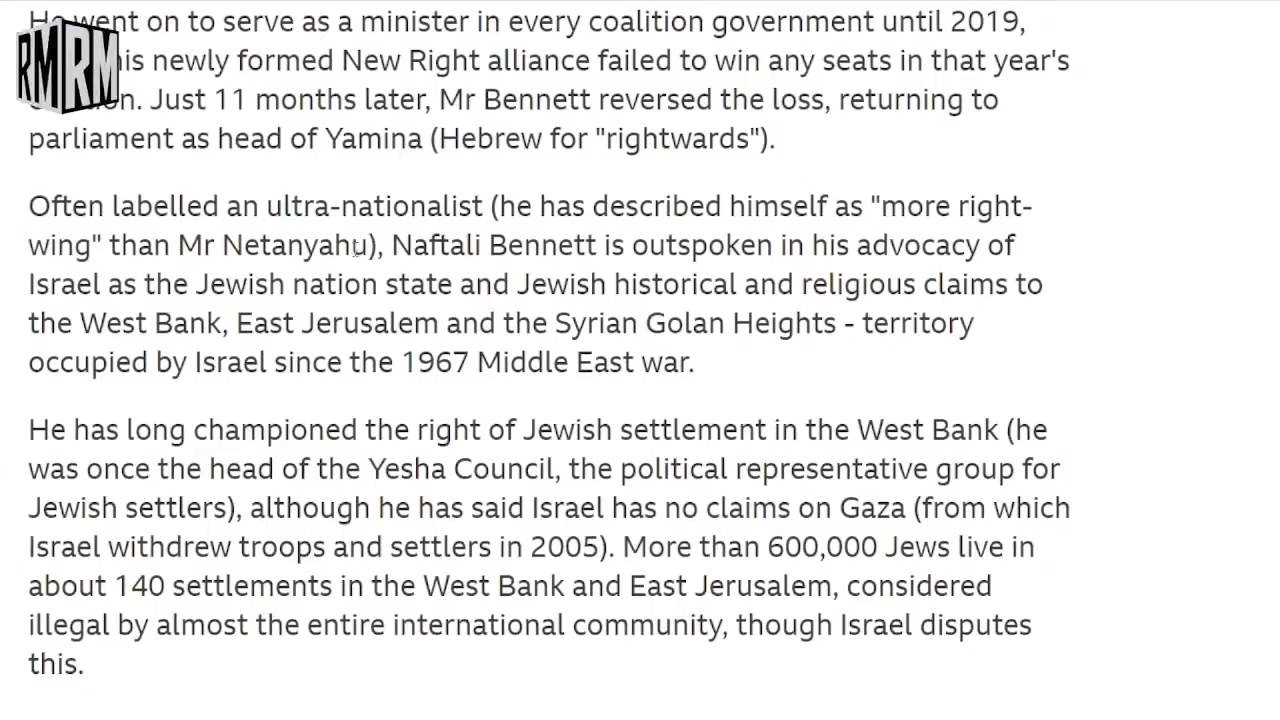 RMRM
He went on to serve as a minister in every coalition government until 2019,
his newly formed New Right alliance failed to win any seats in that year's
Just 11 months later, Mr Bennett reversed the loss, returning to
parliament as head of Yamina (Hebrew for "rightwards").
Often labelled an ultra-nationalist (he has described himself as "more right-
wing" than Mr Netanyahu), Naftali Bennett is outspoken in his advocacy of
Israel as the Jewish nation state and Jewish historical and religious claims to
the West Bank, East Jerusalem and the Syrian Golan Heights - territory
occupied by Israel since the 1967 Middle East war.
He has long championed the right of Jewish settlement in the West Bank (he
was once the head of the Yesha Council, the political representative group for
Jewish settlers), although he has said Israel has no claims on Gaza (from which
Israel withdrew troops and settlers in 2005). More than 600,000 Jews live in
about 140 settlements in the West Bank and East Jerusalem, considered
illegal by almost the entire international community, though Israel disputes
this.